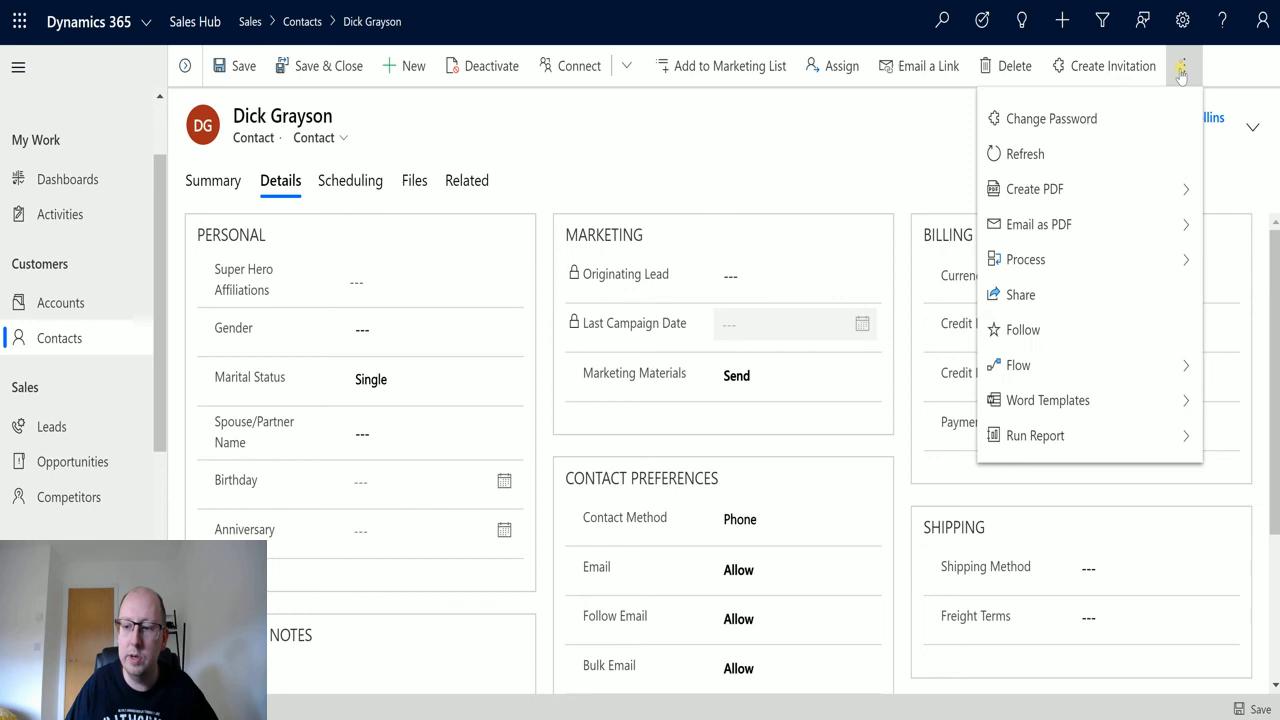 Dynamics 365
Sales Hub
Sales > Contacts > Dick Grayson
Save
Save & Close
New
Deactivate
Connect
Add to Marketing List
Assign
Email a Link
Delete
Create Invitation
My Work
Dashboards
Activities
Customers
Accounts
Contacts
Sales
Leads
Opportunities
Competitors
DG
Dick Grayson
Contact · Contact
Summary
Details
Scheduling
Files
Related
PERSONAL
Super Hero
Affiliations
---
Gender
---
Marital Status
Single
Spouse/Partner
Name
---
Birthday
---
Anniversary
---
NOTES
MARKETING
Originating Lead
---
Last Campaign Date
---
Marketing Materials
Send
CONTACT PREFERENCES
Contact Method
Phone
Email
Allow
Follow Email
Allow
Bulk Email
Allow
BILLING
Credit
Credit
SHIPPING
Shipping Method
---
Freight Terms
---
Change Password
Refresh
Create PDF
Email as PDF
Process
Share
Follow
Flow
Word Templates
Run Report
Save